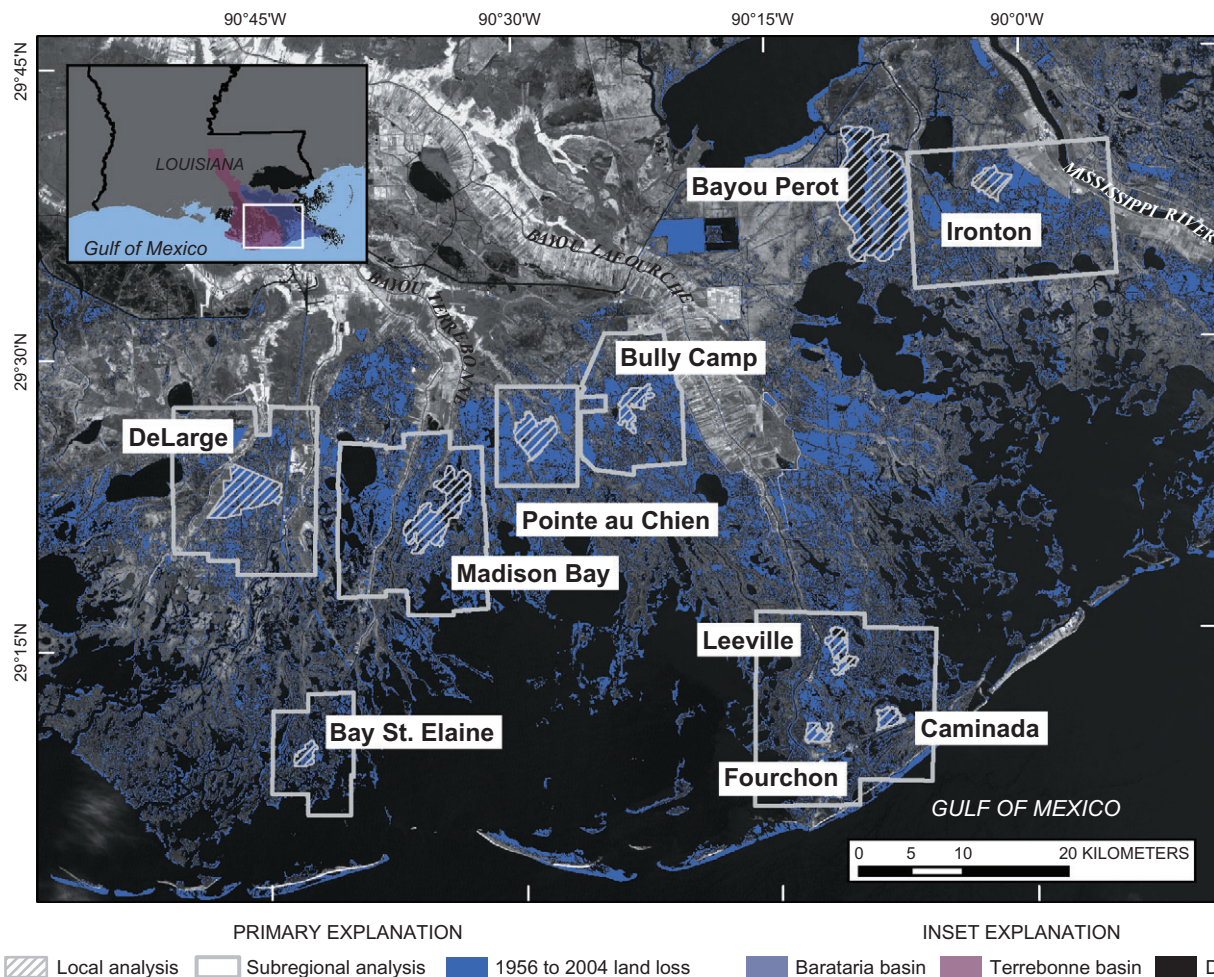 90°45'W 90°30'W 90°15'W 90°0'W
29°45'N
LOUISIANA
Gulf of Mexico
Bayou Perot
MISSISSIPPI RIVER
Ironton
BAYOU LAFOURCHE
BAYOU TERREBONNE
29°30'N
Bully Camp
DeLarge
Pointe au Chien
Madison Bay
29°15'N
Leeville
Bay St. Elaine
Caminada
Fourchon
GULF OF MEXICO
0 5 10 20 KILOMETERS
PRIMARY EXPLANATION INSET EXPLANATION
Local analysis Subregional analysis 1956 to 2004 land loss Barataria basin Terrebonne basin D